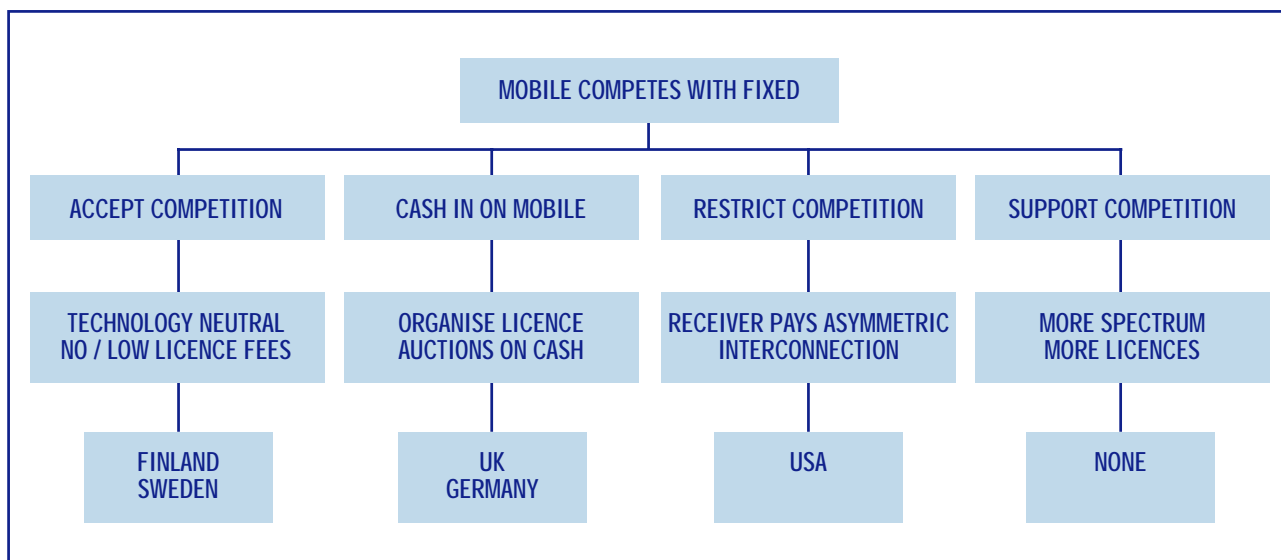 MOBILE COMPETES WITH FIXED
ACCEPT COMPETITION
CASH IN ON MOBILE
RESTRICT COMPETITION
SUPPORT COMPETITION
TECHNOLOGY NEUTRAL
NO / LOW LICENCE FEES
ORGANISE LICENCE
AUCTIONS ON CASH
RECEIVER PAYS ASYMMETRIC
INTERCONNECTION
MORE SPECTRUM
MORE LICENCES
FINLAND
SWEDEN
UK
GERMANY
USA
NONE